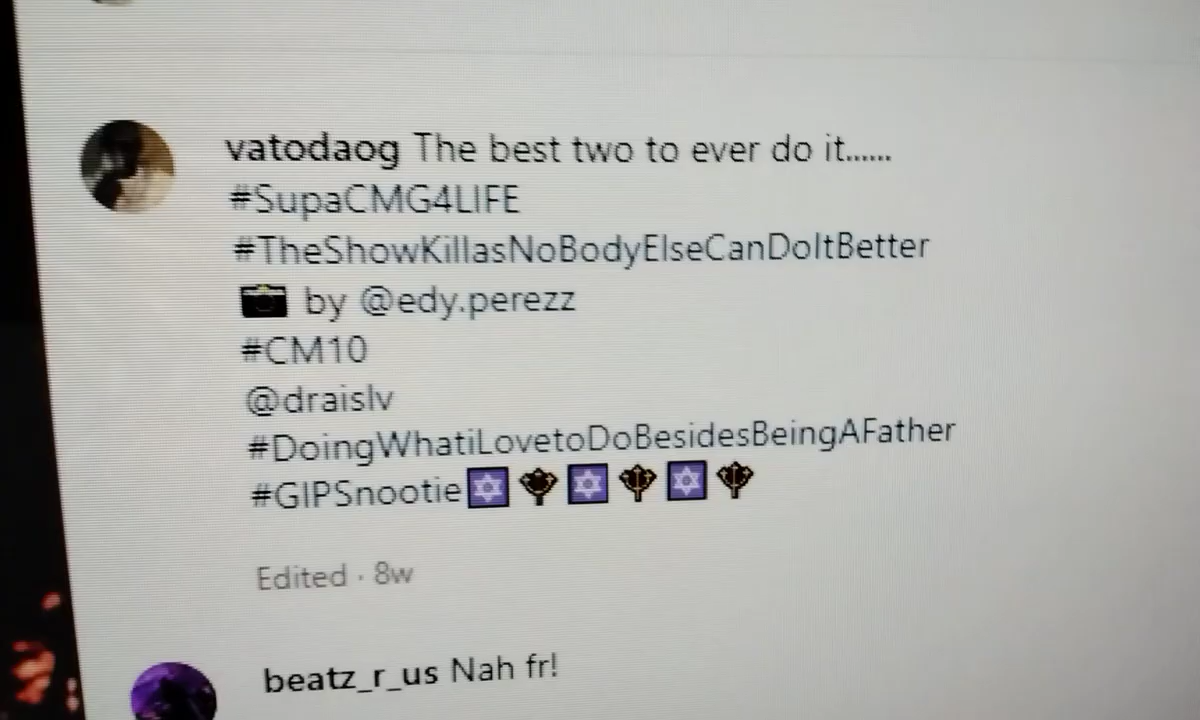 vatodaog The best two to ever do it......
#SupaCMG4LIFE
#TheShowKillasNoBodyElseCanDoItBetter
📷 by @edy.perezz
#CM10
@draislv
#DoingWhatiLovetoDoBesidesBeingAFather
#GIPSnootie🔯🔱🔯🔱🔯🔱
Edited · 8w
beatz_r_us Nah fr!